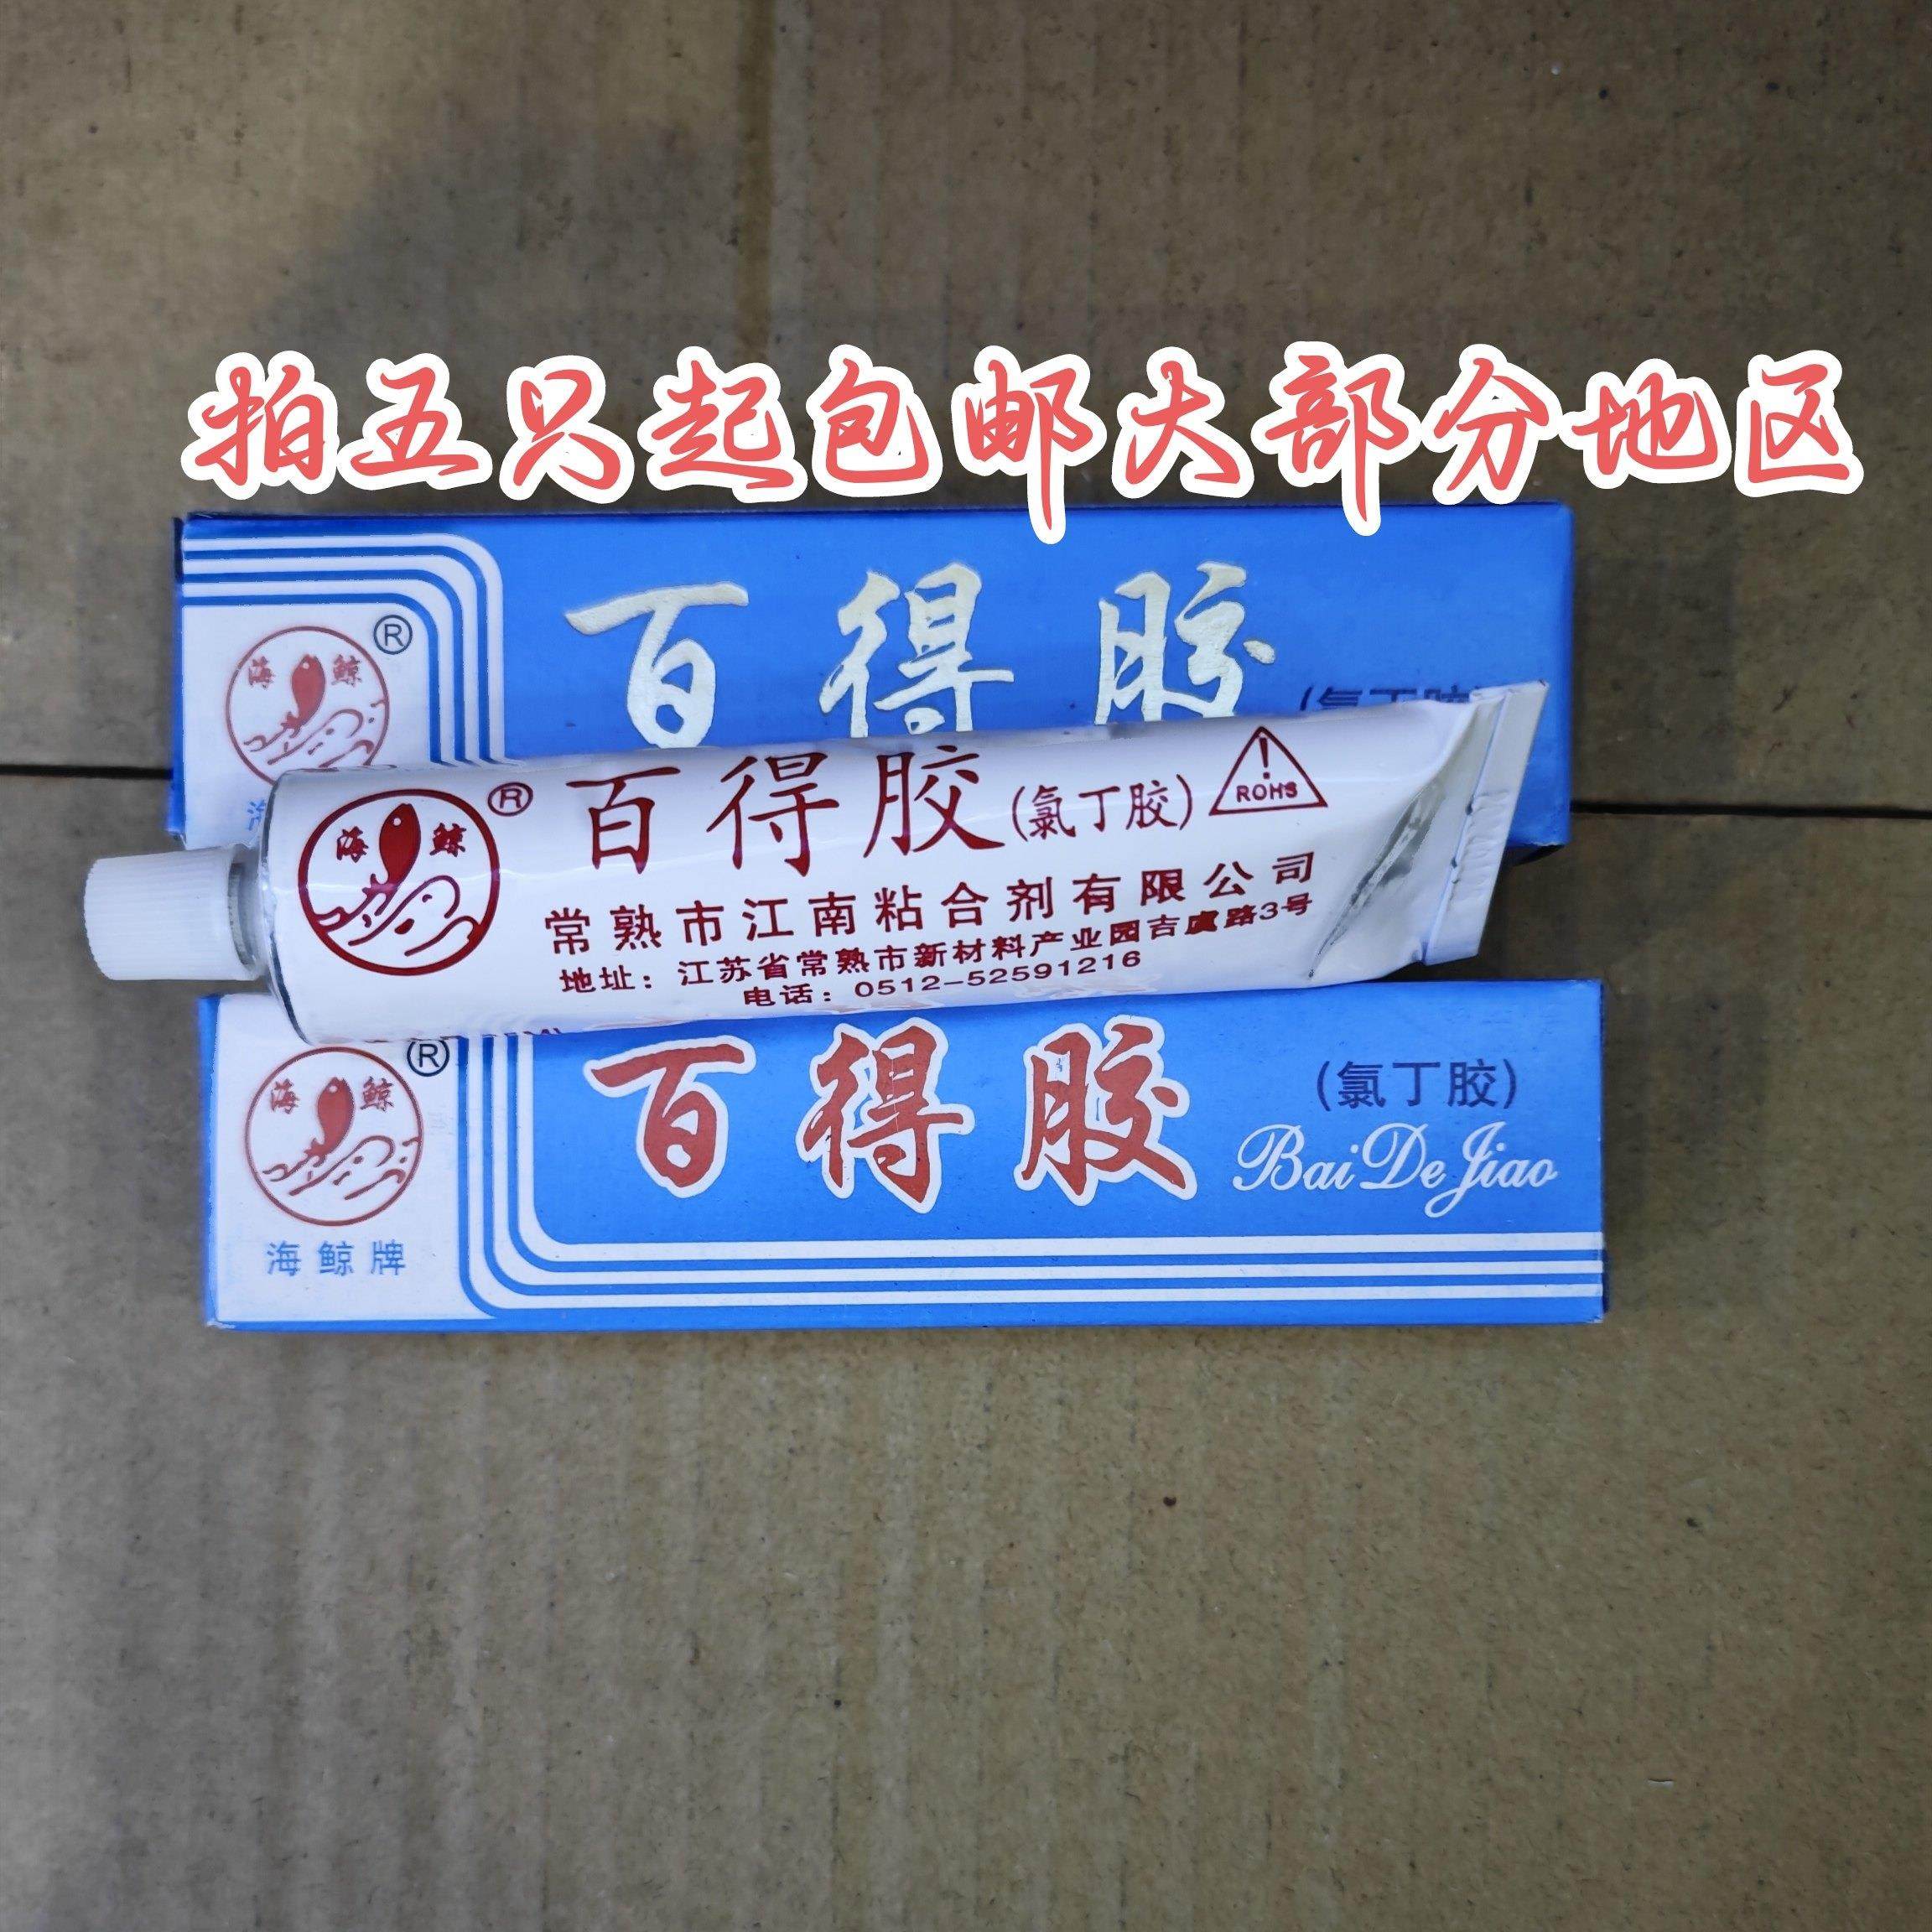 拍五只起包邮大部分地区
百得胶
海鲸
®
百得胶(氯丁胶)
ROHS
海鲸
®
常熟市江南粘合剂有限公司
地址：江苏省常熟市新材料产业园吉虞路3号
电话：0512-52591216
百得胶
(氯丁胶)
BaiDeJiao
海鲸
®
海鲸牌